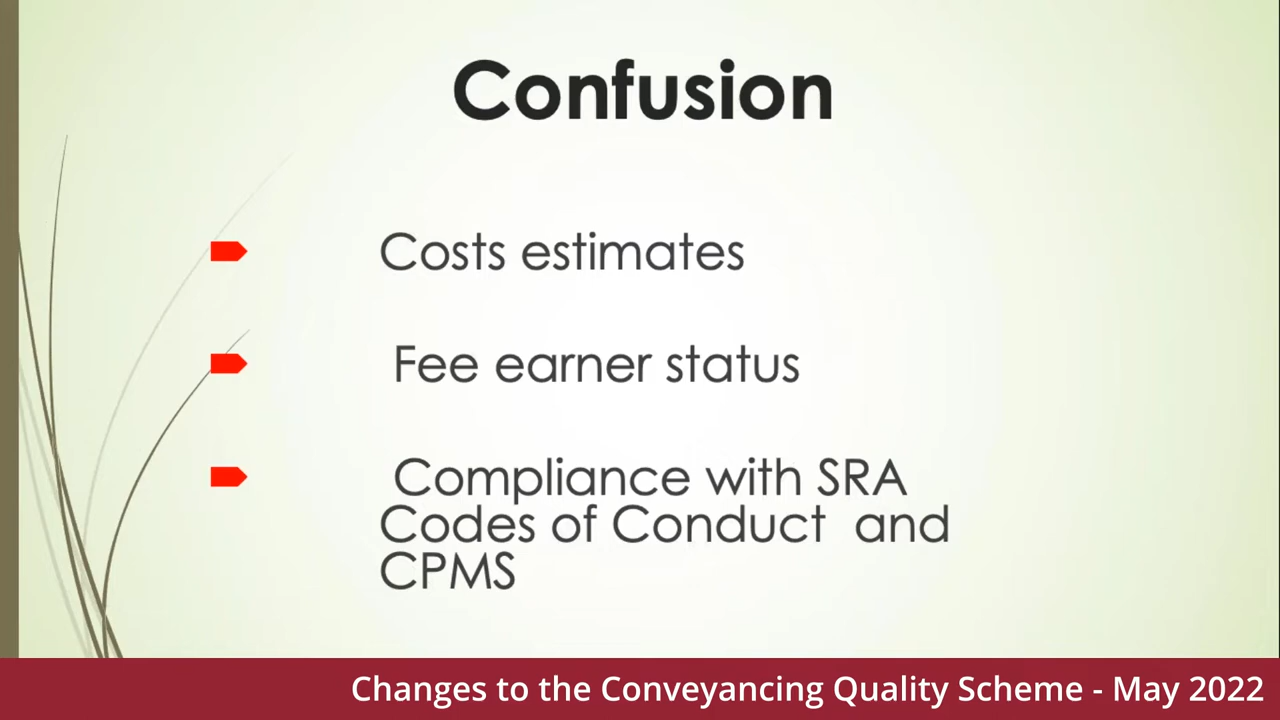 Confusion
Costs estimates
Fee earner status
Compliance with SRA
Codes of Conduct and
CPMS
Changes to the Conveyancing Quality Scheme - May 2022